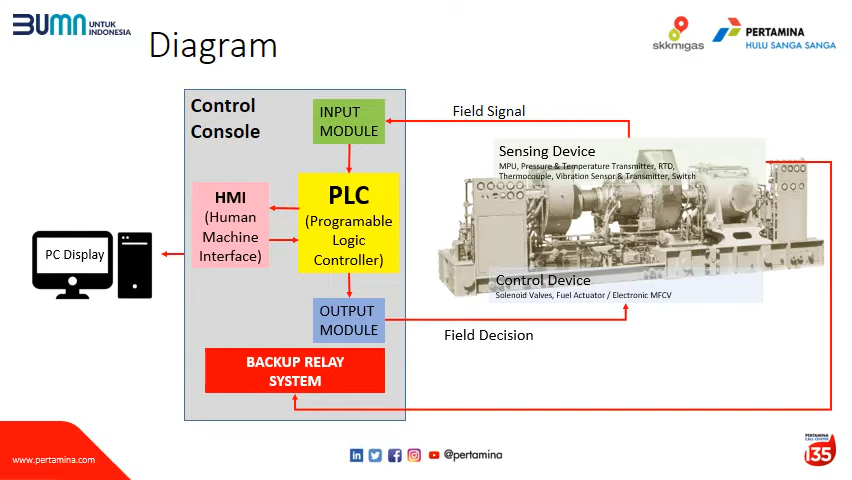 BUMN UNTUK
INDONESIA
Diagram
skkmigas
PERTAMINA
HULU SANGA SANGA
Control
Console
INPUT
MODULE
Field Signal
Sensing Device
MPU, Pressure & Temperature Transmitter, RTD,
Thermocouple, Vibration Sensor & Transmitter, Switch
HMI
(Human
Machine
Interface)
PLC
(Programable
Logic
Controller)
PC Display
Control Device
Solenoid Valves, Fuel Actuator / Electronic MFCV
OUTPUT
MODULE
Field Decision
BACKUP RELAY
SYSTEM
www.pertamina.com
@pertamina
PERTAMINA
CALL CENTER
135